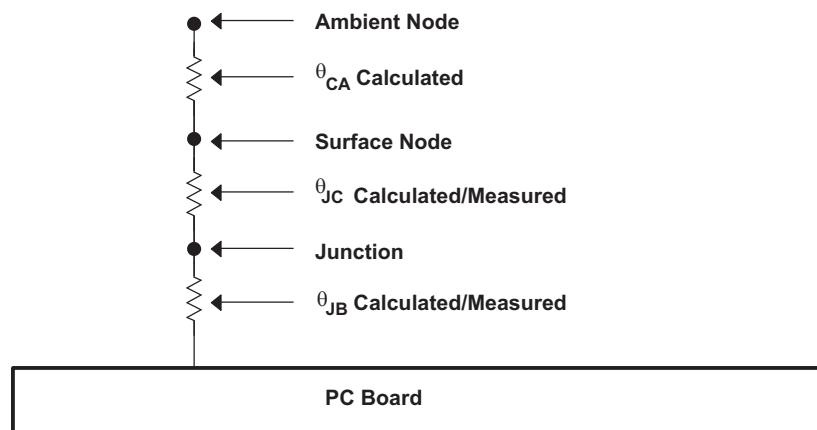 Ambient Node
θCA Calculated
Surface Node
θJC Calculated/Measured
Junction
θJB Calculated/Measured
PC Board